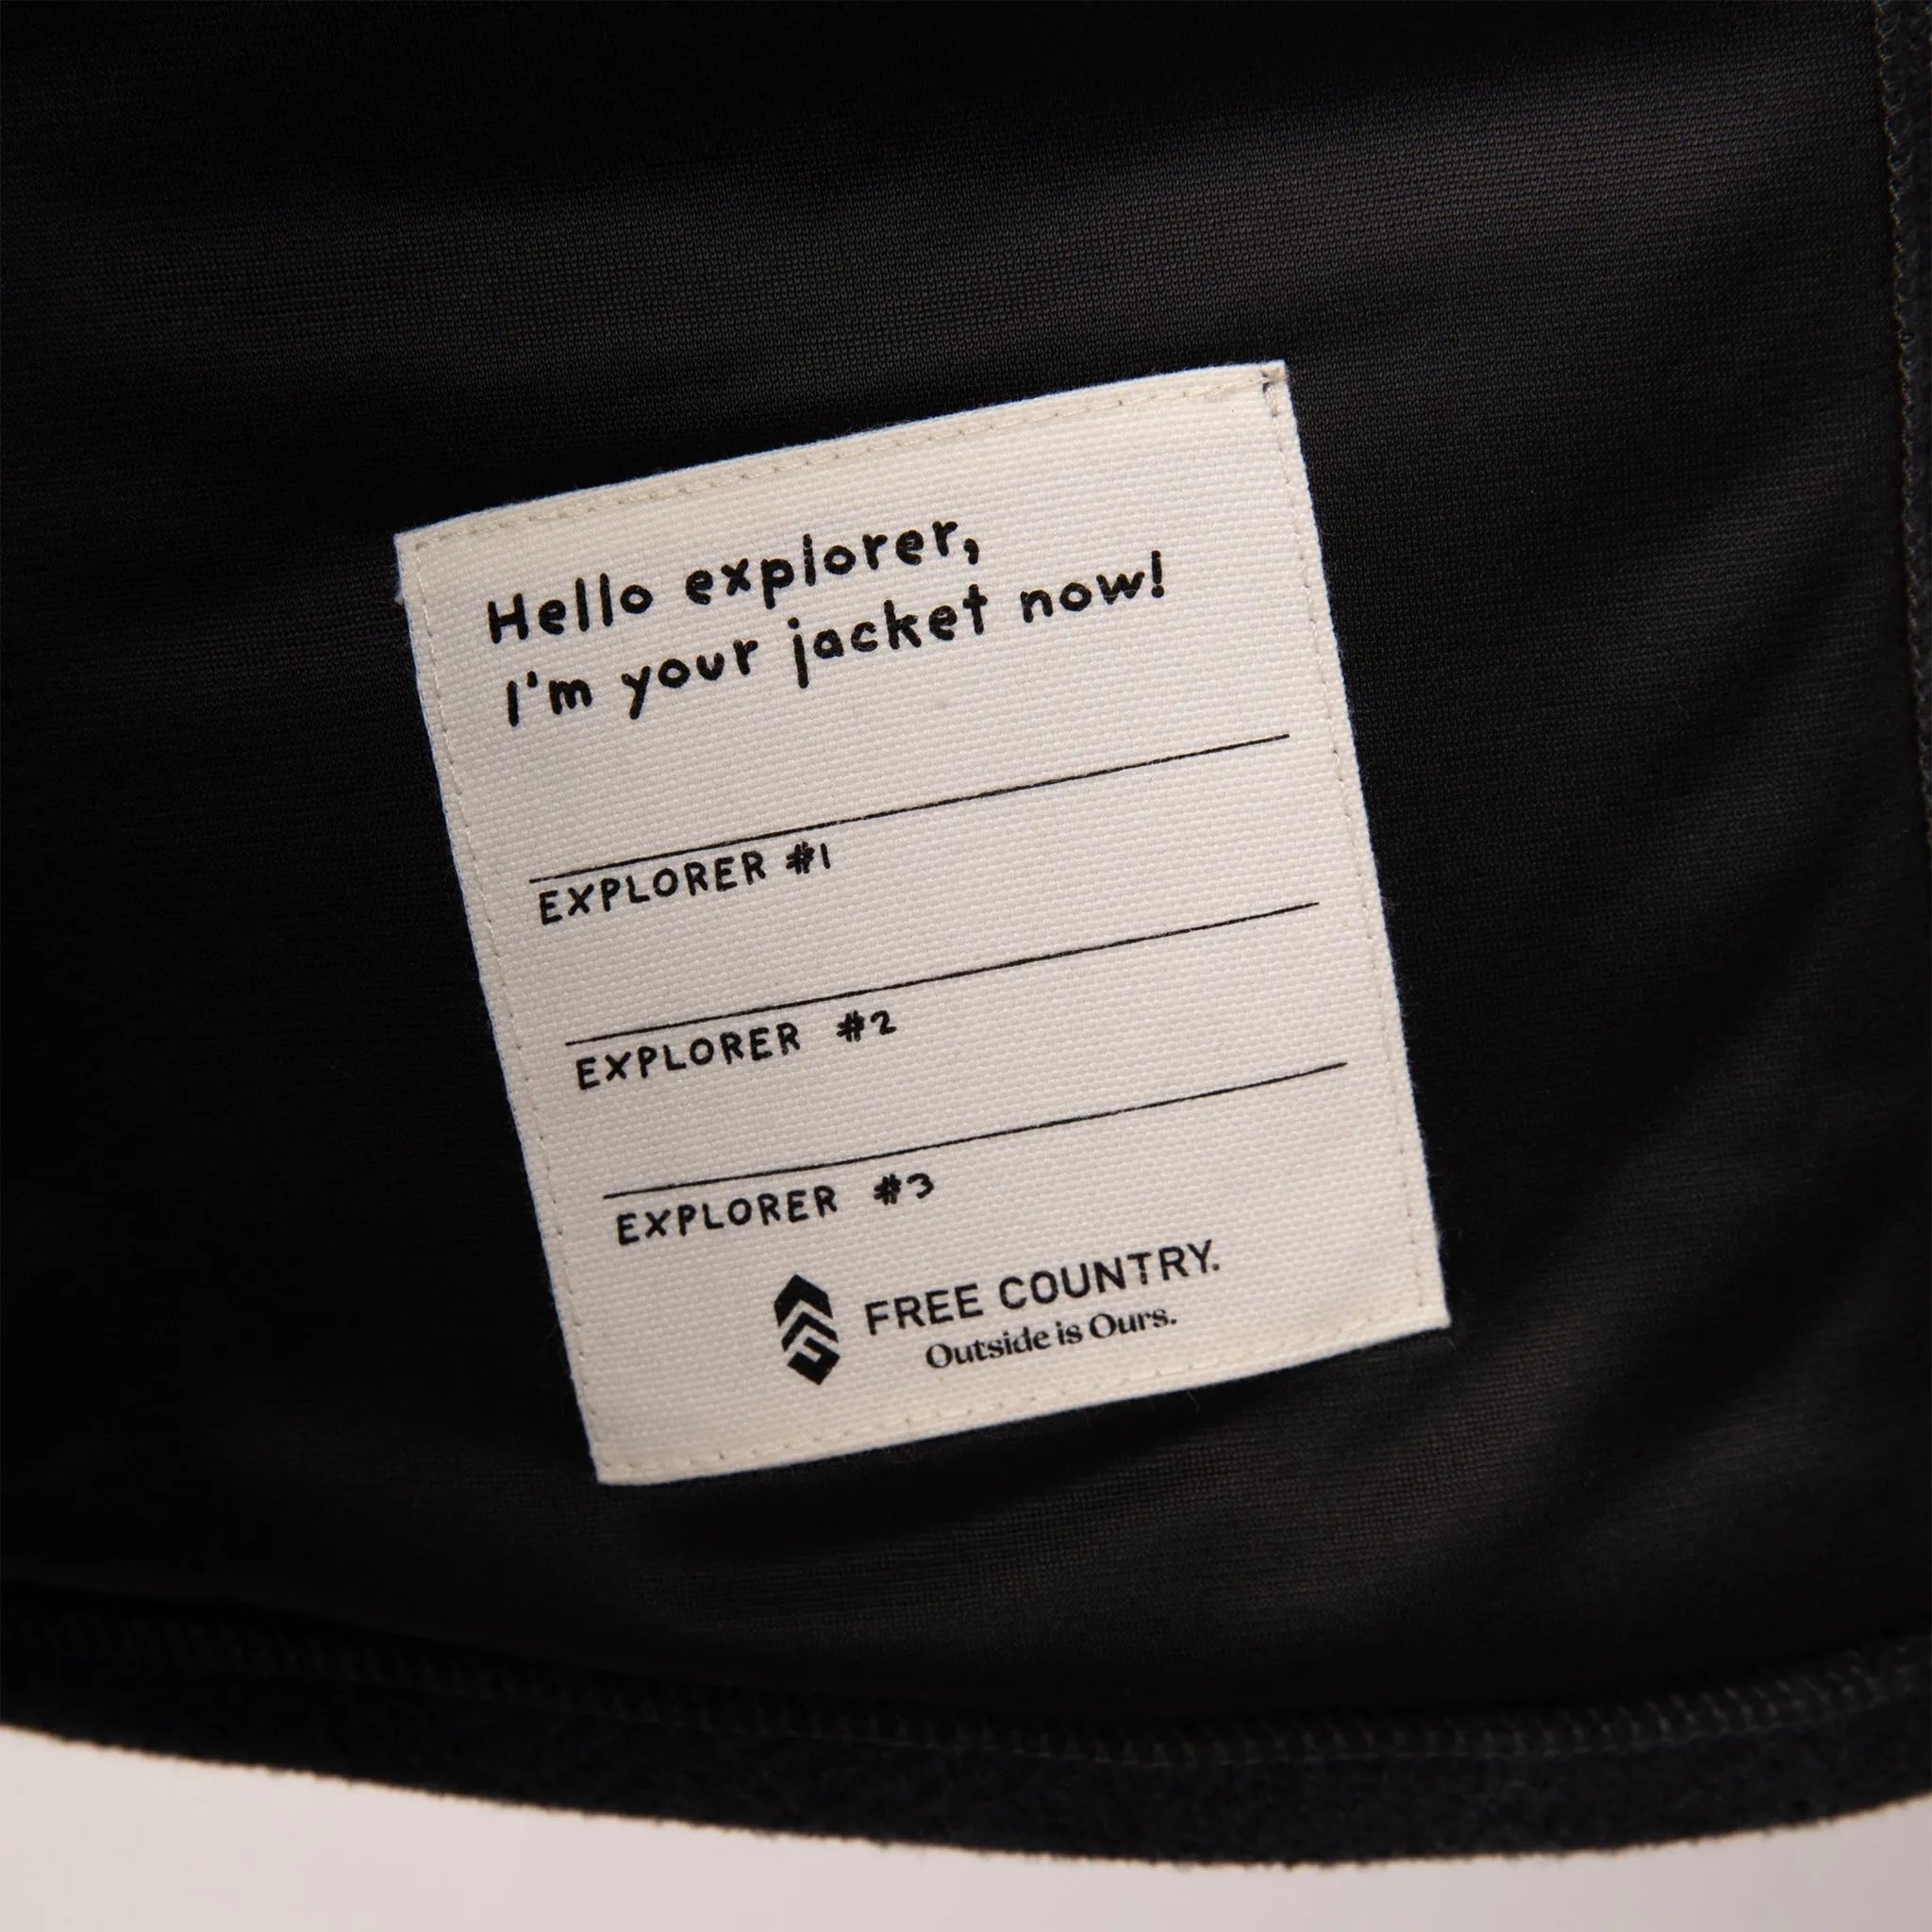 Hello explorer,
I'm your jacket now!
EXPLORER #1
EXPLORER #2
EXPLORER #3
FREE COUNTRY.
Outside is Ours.